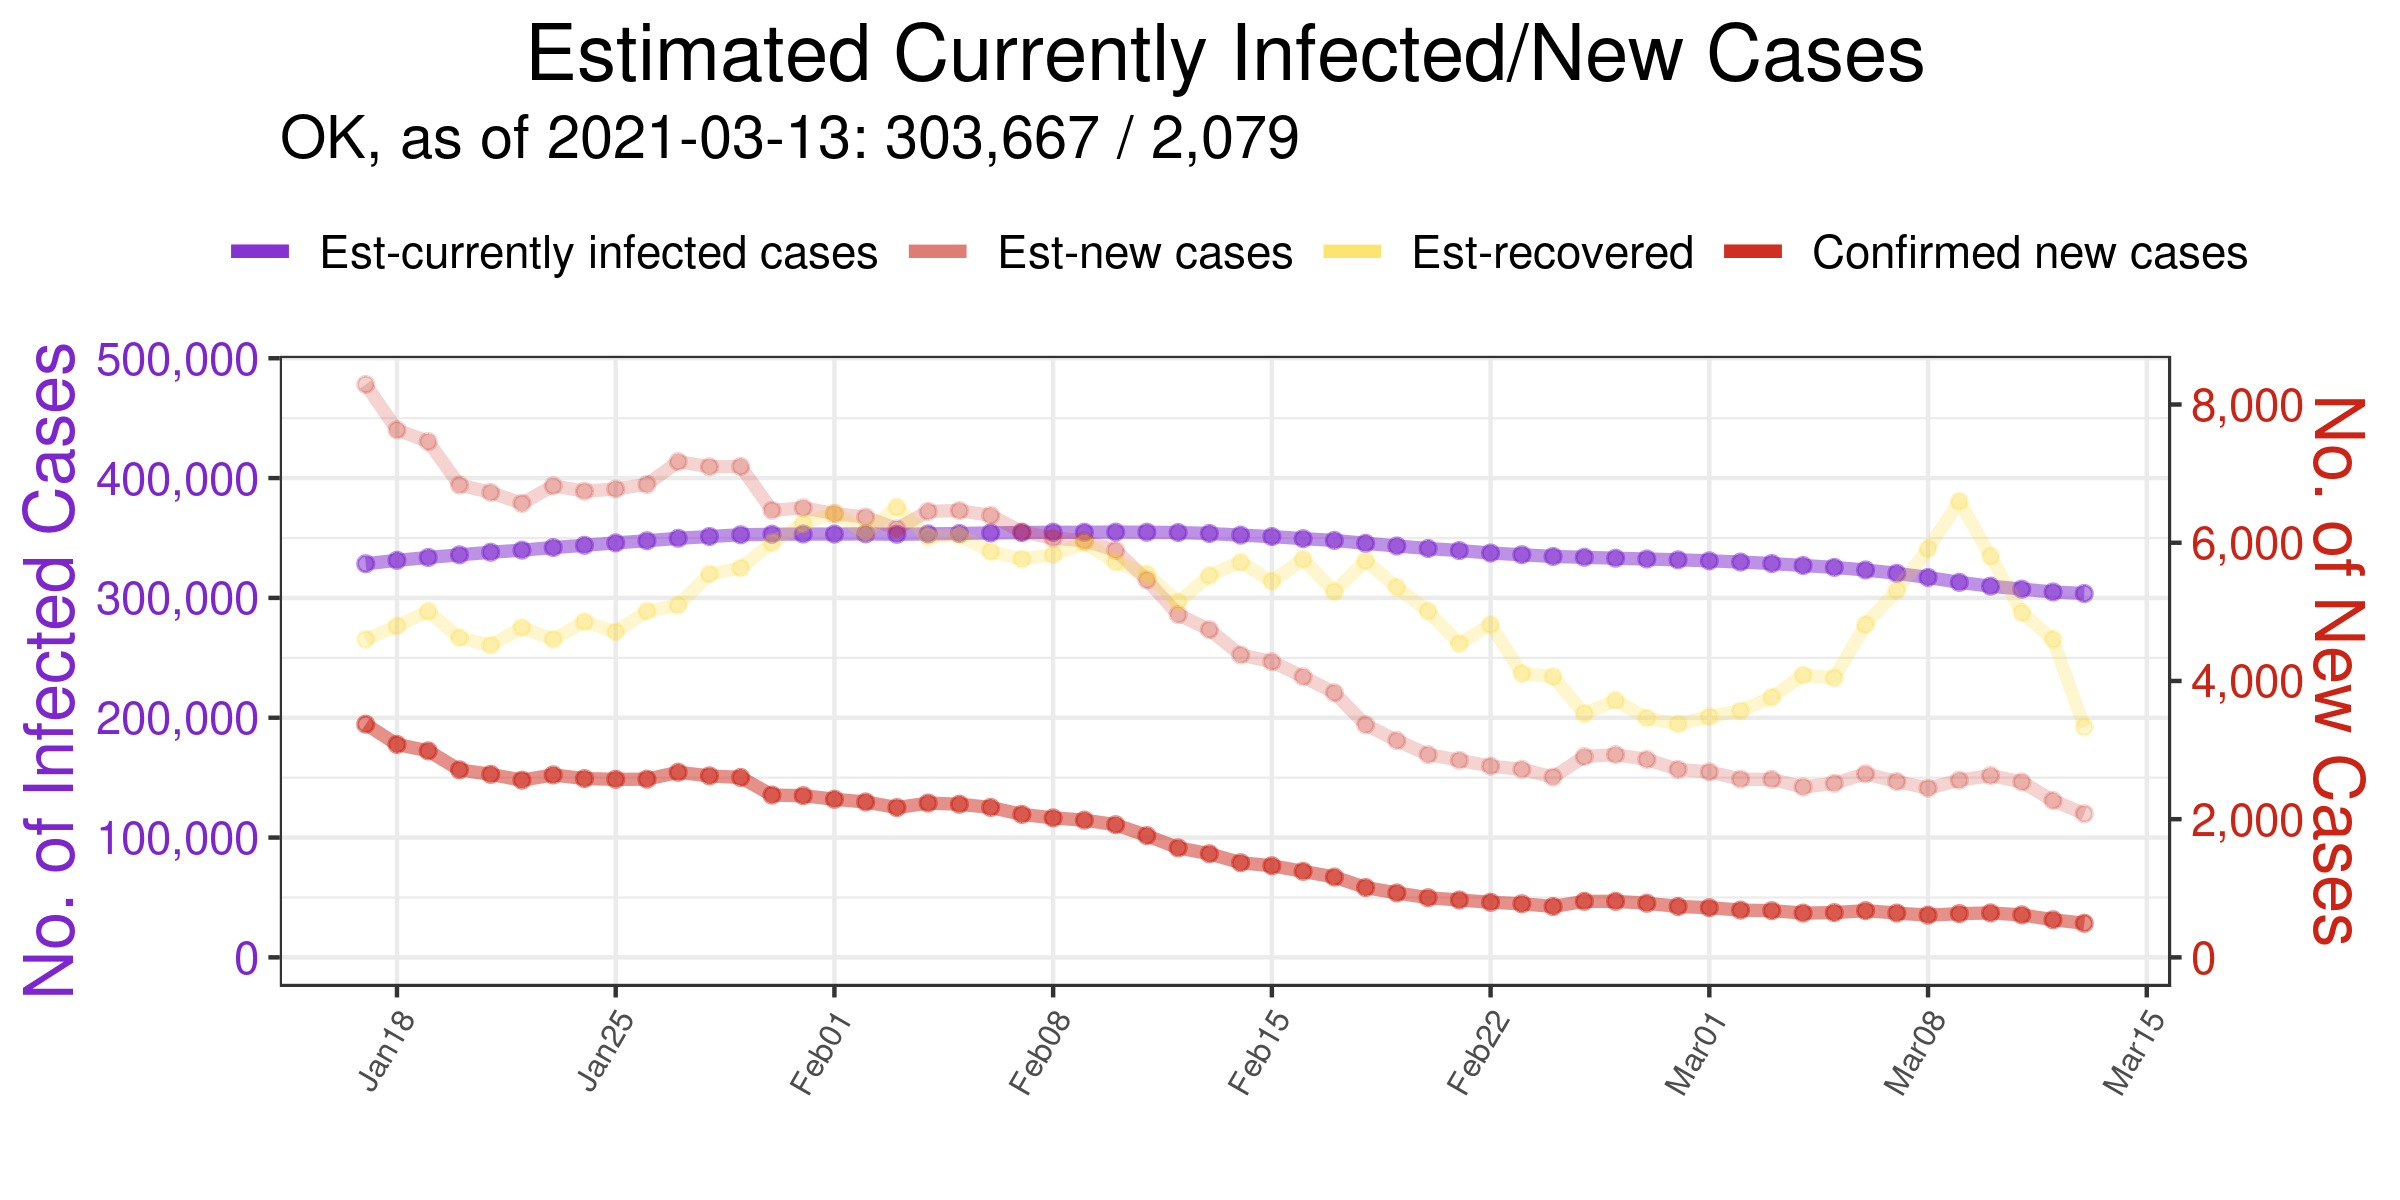 Estimated Currently Infected/New Cases
OK, as of 2021-03-13: 303,667 / 2,079
Est-currently infected cases Est-new cases Est-recovered Confirmed new cases
No. of Infected Cases
500,000
400,000
300,000
200,000
100,000
0
8,000
6,000
4,000
2,000
0
No. of New Cases
Jan18 Jan25 Feb01 Feb08 Feb15 Feb22 Mar01 Mar08 Mar15